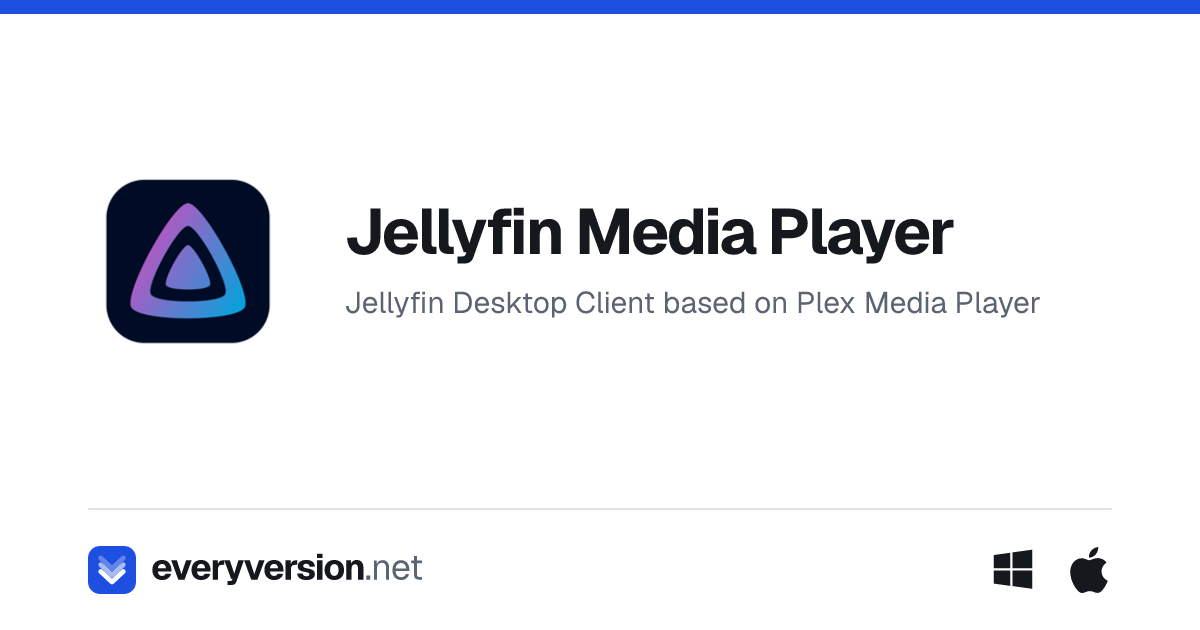 Jellyfin Media Player
Jellyfin Desktop Client based on Plex Media Player
everyversion.net